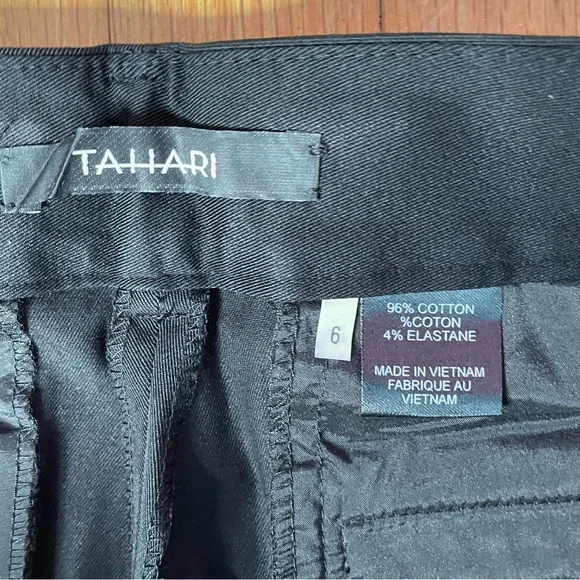 TAHARI
6
96% COTTON
%COTON
4% ELASTANE
MADE IN VIETNAM
FABRIQUE AU
VIETNAM